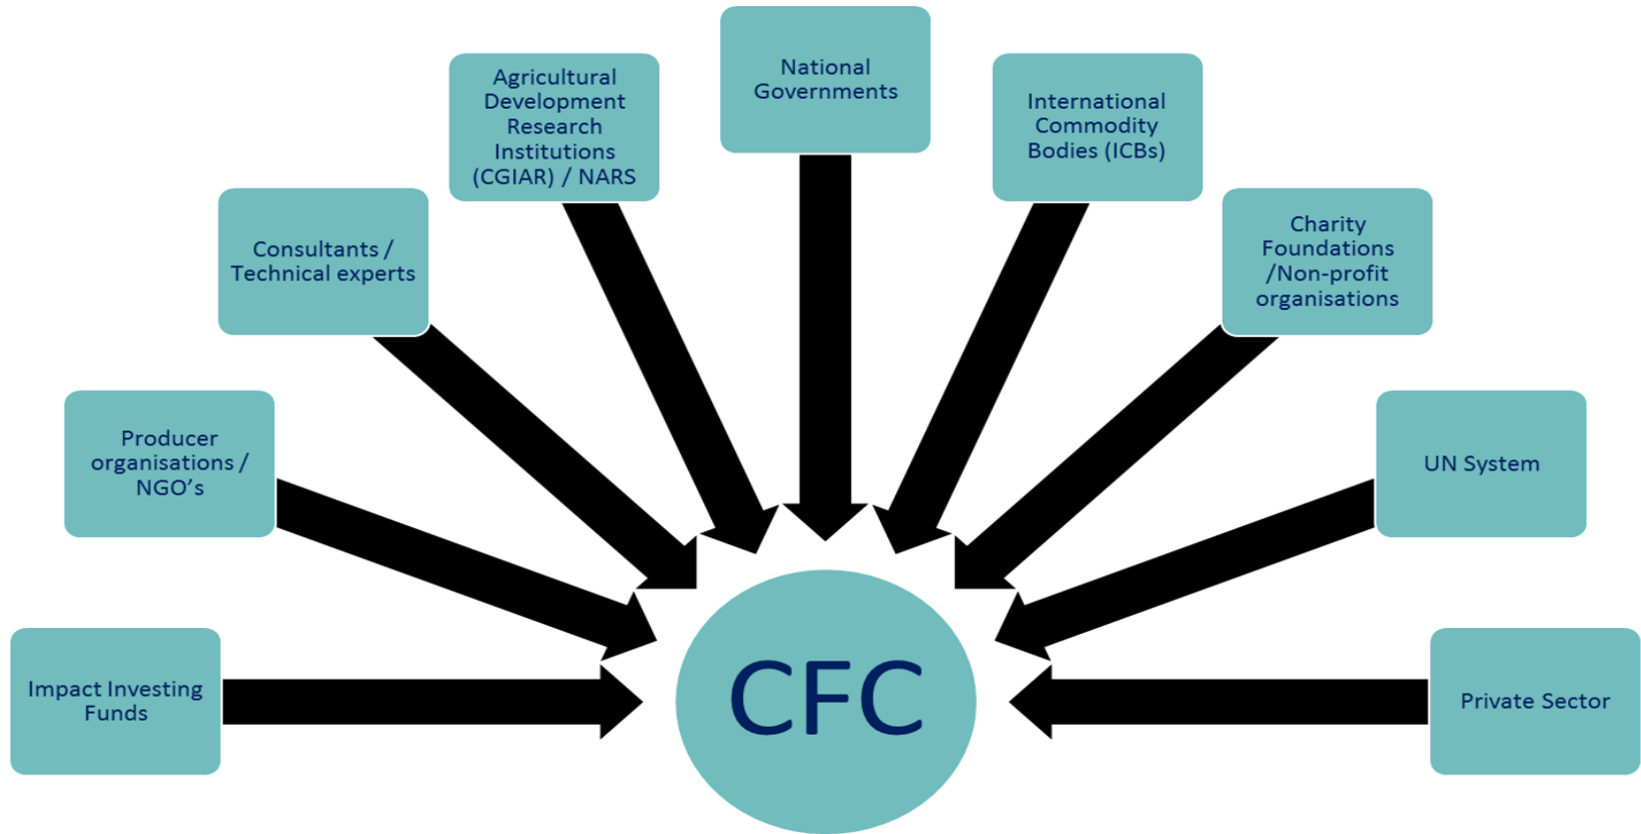 National
Governments
Agricultural
Development
Research
Institutions
(CGIAR) / NARS
International
Commodity
Bodies (ICBs)
Consultants /
Technical experts
Charity
Foundations
/Non-profit
organisations
Producer
organisations /
NGO’s
UN System
Impact Investing
Funds
CFC
Private Sector